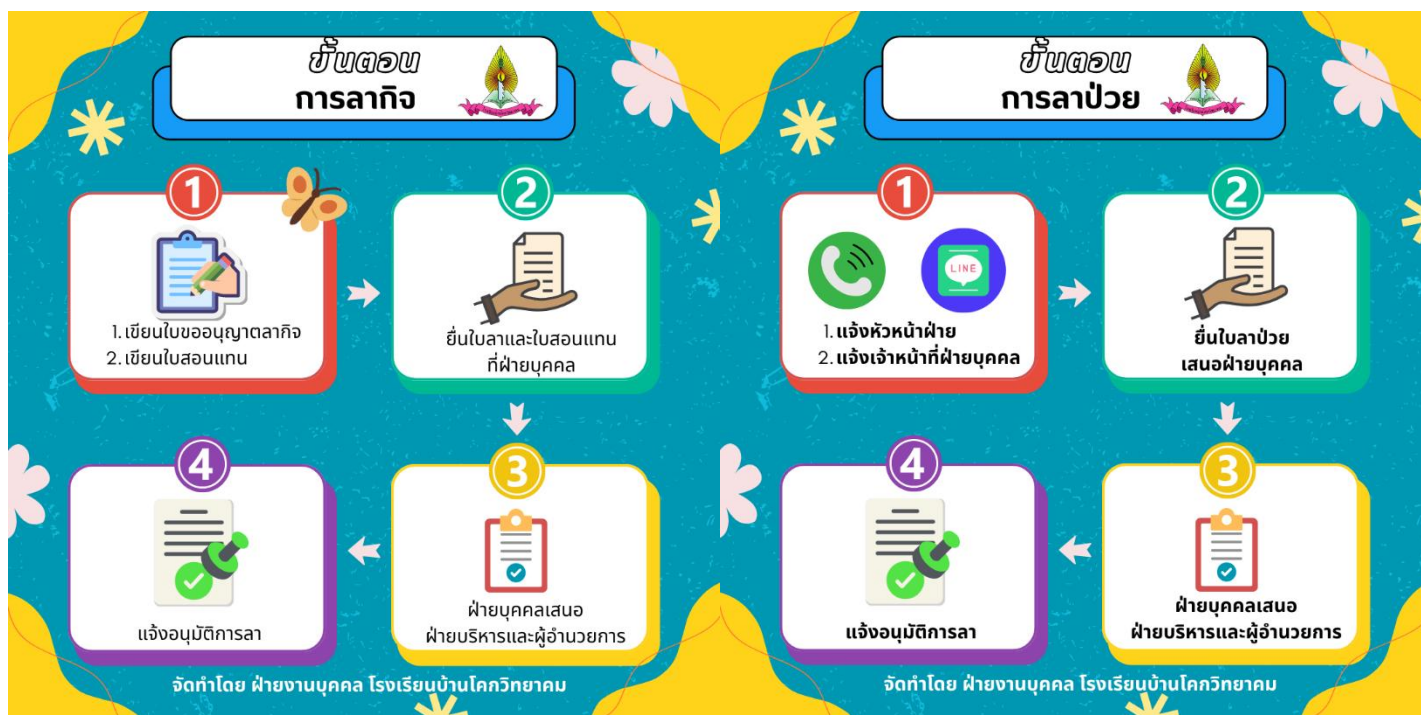 ขั้นตอน
การลากิจ
1
1. เขียนใบขออนุญาตลากิจ
2. เขียนใบสอนแทน
2
ยื่นใบลาและใบสอนแทน
ที่ฝ่ายบุคคล
3
ฝ่ายบุคคลเสนอ
ฝ่ายบริหารและผู้อำนวยการ
4
แจ้งอนุมัติการลา
จัดทำโดย ฝ่ายงานบุคคล โรงเรียนบ้านโคกวิทยาคม
ขั้นตอน
การลาป่วย
1
LINE
1. แจ้งหัวหน้าฝ่าย
2. แจ้งเจ้าหน้าที่ฝ่ายบุคคล
2
ยื่นใบลาป่วย
เสนอฝ่ายบุคคล
3
ฝ่ายบุคคลเสนอ
ฝ่ายบริหารและผู้อำนวยการ
4
แจ้งอนุมัติการลา
จัดทำโดย ฝ่ายงานบุคคล โรงเรียนบ้านโคกวิทยาคม